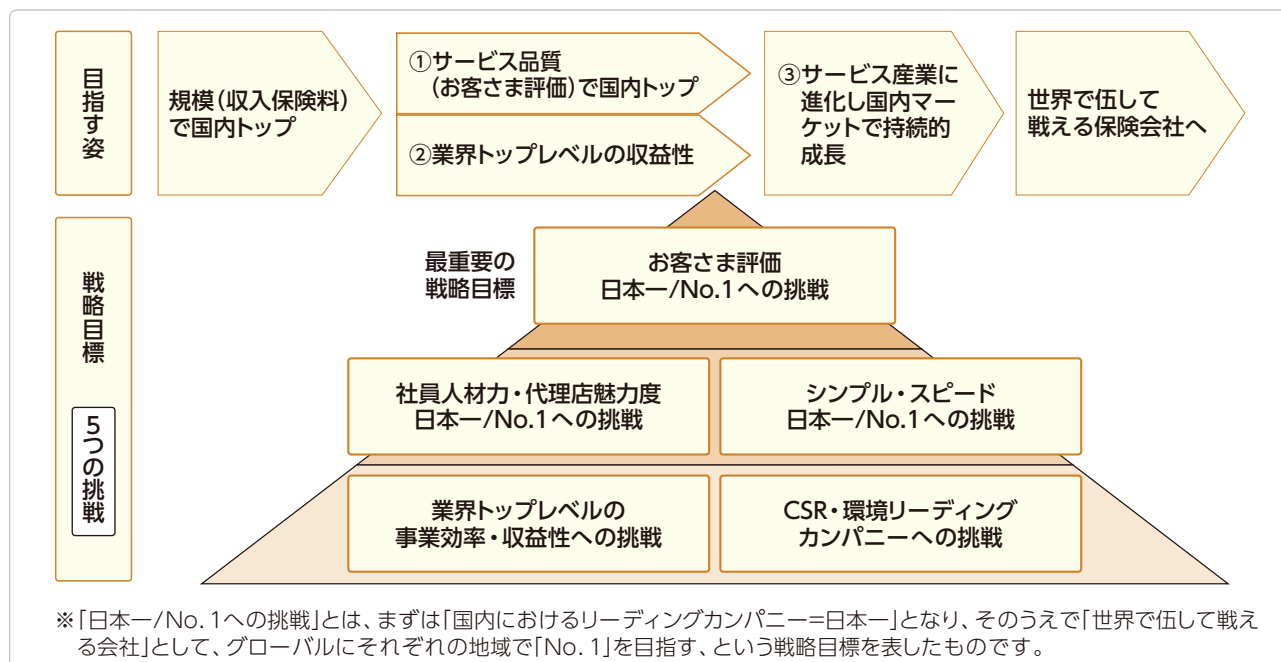 目指す姿
規模（収入保険料）
で国内トップ
①サービス品質
（お客さま評価）で国内トップ
②業界トップレベルの収益性
③サービス産業に
進化し国内マー
ケットで持続的
成長
世界で伍して
戦える保険会社へ
戦略目標
5つの挑戦
最重要の
戦略目標
お客さま評価
日本一/No.1への挑戦
社員人材力・代理店魅力度
日本一/No.1への挑戦
シンプル・スピード
日本一/No.1への挑戦
業界トップレベルの
事業効率・収益性への挑戦
CSR・環境リーディング
カンパニーへの挑戦
※「日本一/No.1への挑戦」とは、まずは「国内におけるリーディングカンパニー=日本一」となり、そのうえで「世界で伍して戦え
る会社」として、グローバルにそれぞれの地域で「No.1」を目指す、という戦略目標を表したものです。